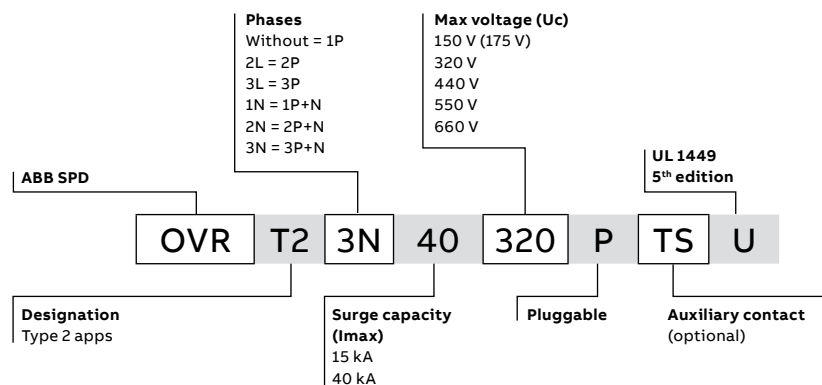 Phases
Without = 1P
2L = 2P
3L = 3P
1N = 1P+N
2N = 2P+N
3N = 3P+N
Max voltage (Uc)
150 V (175 V)
320 V
440 V
550 V
660 V
ABB SPD
UL 1449
5th edition
OVR T2 3N 40 320 P TS U
Designation
Type 2 apps
Surge capacity
(Imax)
15 kA
40 kA
Pluggable
Auxiliary contact
(optional)